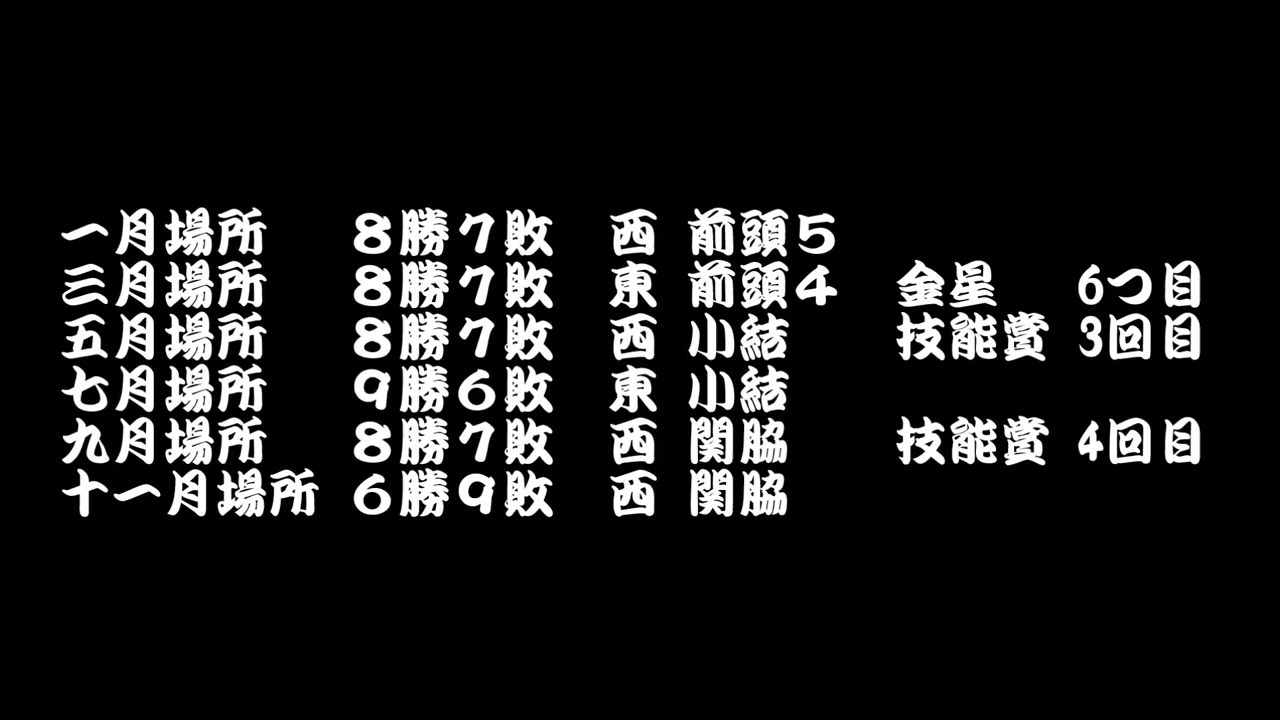 一月場所 8勝7敗 西 前頭5
三月場所 8勝7敗 東 前頭4 金星 6つ目
五月場所 8勝7敗 西 小結 技能賞 3回目
七月場所 9勝6敗 東 小結
九月場所 8勝7敗 西 関脇 技能賞 4回目
十一月場所 6勝9敗 西 関脇